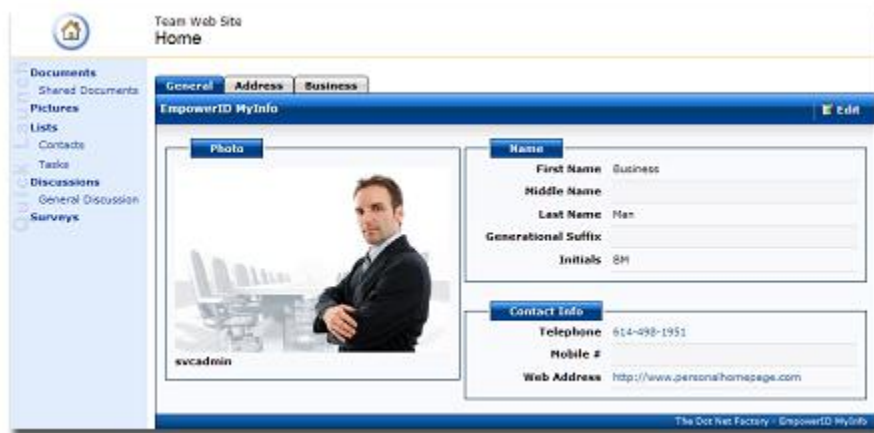 Team Web Site
Home
Quick Launch
Documents
Shared Documents
Pictures
Lists
Contacts
Tasks
Discussions
General Discussion
Surveys
General Address Business
EmpowerID MyInfo Edit
Photo
svcadmin
Name
First Name Business
Middle Name
Last Name Man
Generational Suffix
Initials BM
Contact Info
Telephone 614-498-1951
Mobile #
Web Address http://www.personalhomepage.com
The Dot Net Factory - EmpowerID MyInfo